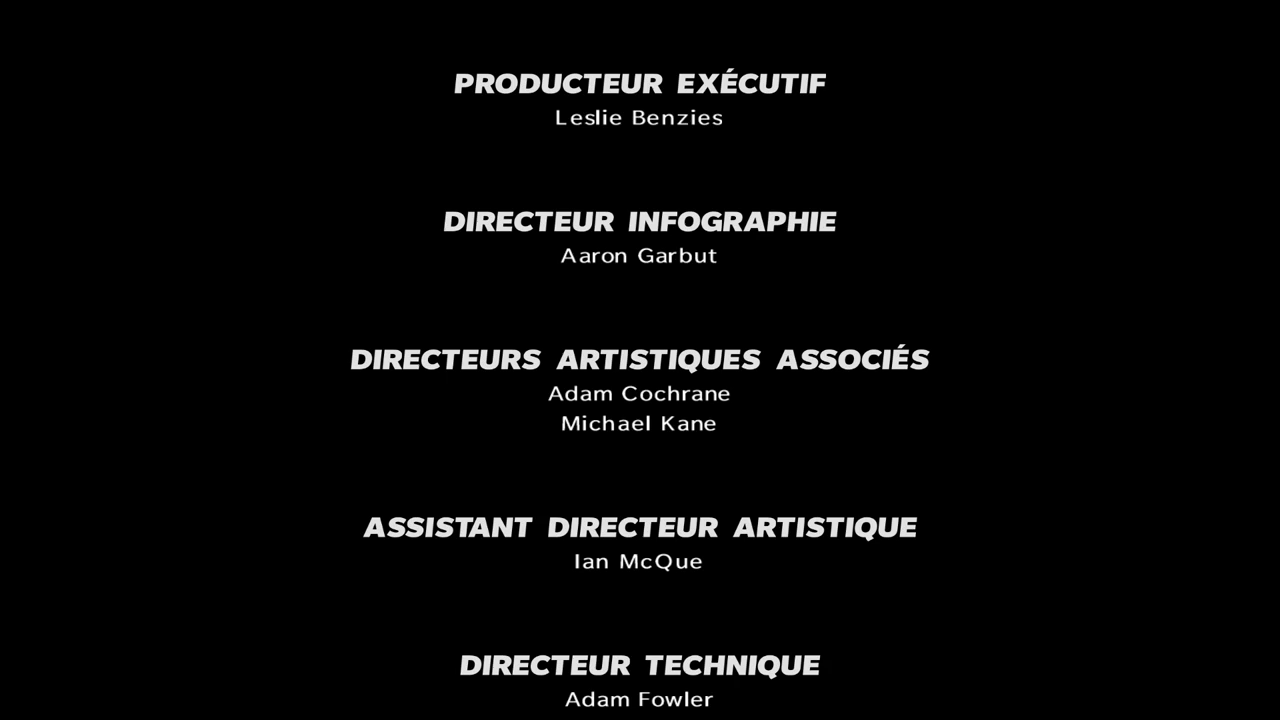 PRODUCTEUR EXÉCUTIF
Leslie Benzies
DIRECTEUR INFOGRAPHIE
Aaron Garbut
DIRECTEURS ARTISTIQUES ASSOCIÉS
Adam Cochrane
Michael Kane
ASSISTANT DIRECTEUR ARTISTIQUE
Ian McQue
DIRECTEUR TECHNIQUE
Adam Fowler